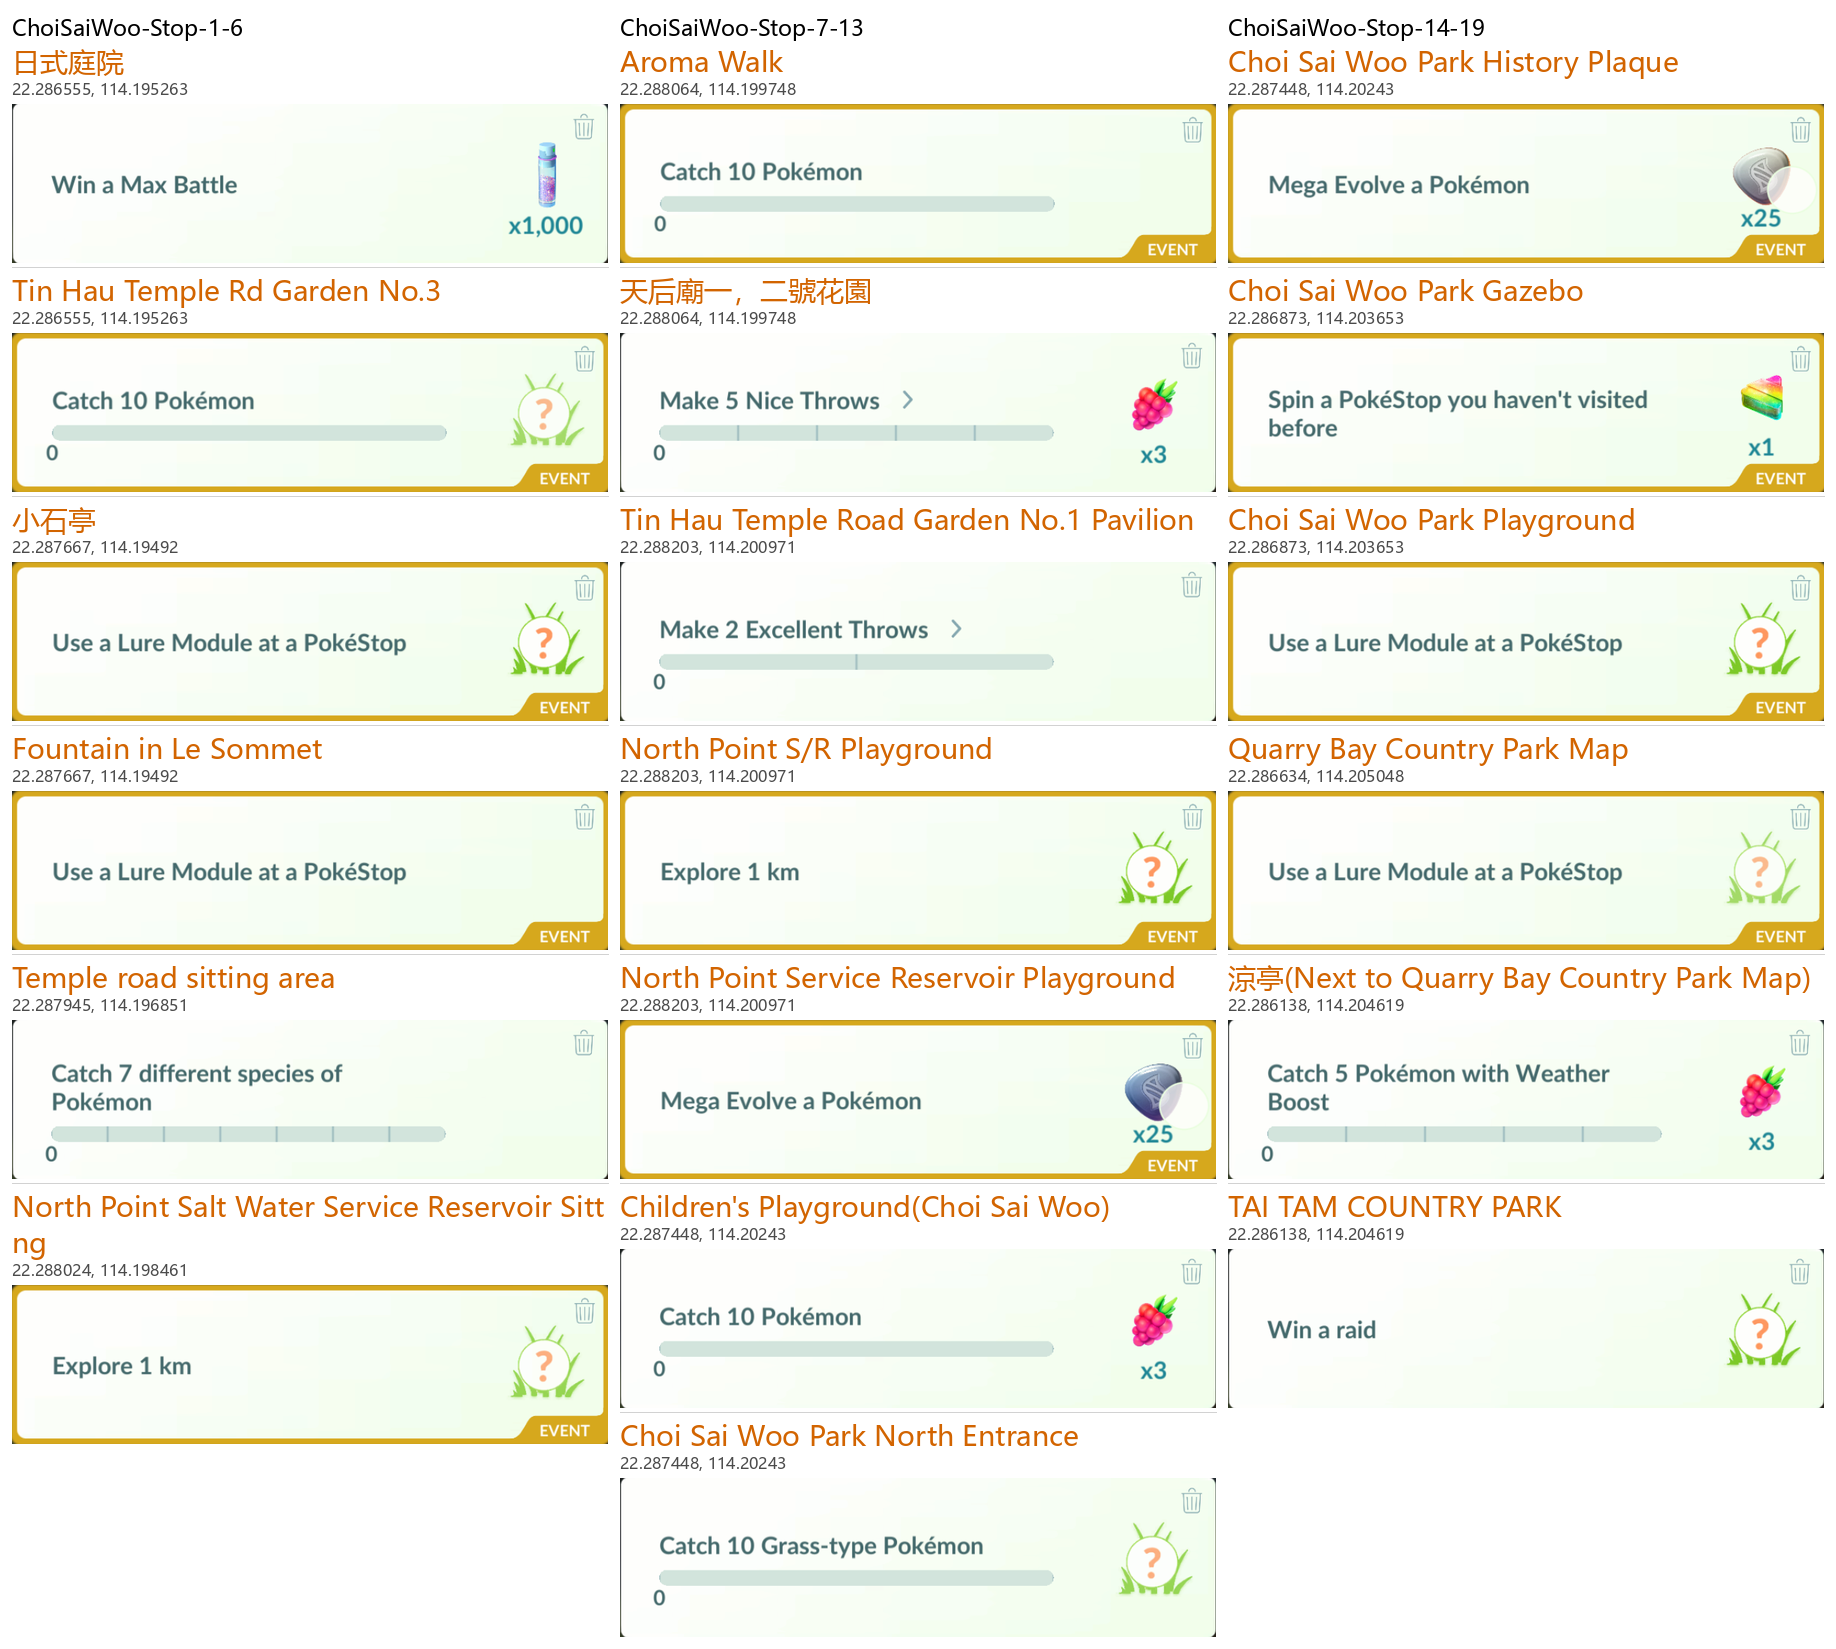 ChoiSaiWoo-Stop-1-6
日式庭院
22.286555, 114.195263
Win a Max Battle
x1,000
Tin Hau Temple Rd Garden No.3
22.286555, 114.195263
Catch 10 Pokémon
?
0
EVENT
小石亭
22.287667, 114.19492
Use a Lure Module at a PokéStop
?
EVENT
Fountain in Le Sommet
22.287667, 114.19492
Use a Lure Module at a PokéStop
EVENT
Temple road sitting area
22.287945, 114.196851
Catch 7 different species of
Pokémon
0
North Point Salt Water Service Reservoir Sitt
ng
22.288024, 114.198461
Explore 1 km
?
EVENT
ChoiSaiWoo-Stop-7-13
Aroma Walk
22.288064, 114.199748
Catch 10 Pokémon
0
EVENT
天后廟一，二號花園
22.288064, 114.199748
Make 5 Nice Throws >
0
x3
Tin Hau Temple Road Garden No.1 Pavilion
22.288203, 114.200971
Make 2 Excellent Throws >
0
North Point S/R Playground
22.288203, 114.200971
Explore 1 km
?
EVENT
North Point Service Reservoir Playground
22.288203, 114.200971
Mega Evolve a Pokémon
x25
EVENT
Children's Playground(Choi Sai Woo)
22.287448, 114.20243
Catch 10 Pokémon
0
x3
Choi Sai Woo Park North Entrance
22.287448, 114.20243
Catch 10 Grass-type Pokémon
?
0
ChoiSaiWoo-Stop-14-19
Choi Sai Woo Park History Plaque
22.287448, 114.20243
Mega Evolve a Pokémon
x25
EVENT
Choi Sai Woo Park Gazebo
22.286873, 114.203653
Spin a PokéStop you haven't visited
before
x1
EVENT
Choi Sai Woo Park Playground
22.286873, 114.203653
Use a Lure Module at a PokéStop
?
EVENT
Quarry Bay Country Park Map
22.286634, 114.205048
Use a Lure Module at a PokéStop
?
EVENT
涼亭(Next to Quarry Bay Country Park Map)
22.286138, 114.204619
Catch 5 Pokémon with Weather
Boost
0
x3
TAI TAM COUNTRY PARK
22.286138, 114.204619
Win a raid
?